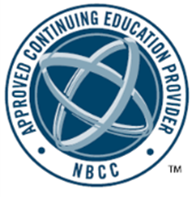 APPROVED CONTINUING EDUCATION PROVIDER
NBCC
TM